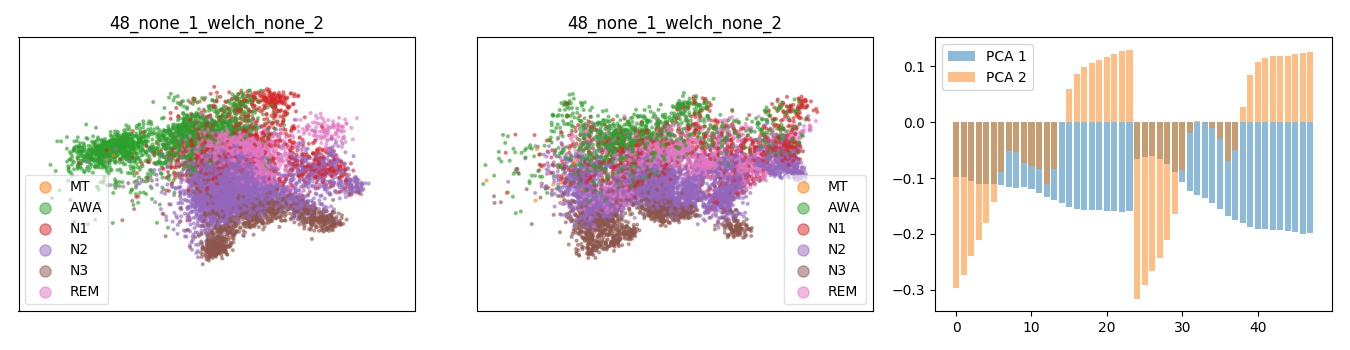 48_none_1_welch_none_2
MT
AWA
N1
N2
N3
REM
48_none_1_welch_none_2
MT
AWA
N1
N2
N3
REM
PCA 1
PCA 2
0.1
0.0
−0.1
−0.2
−0.3
0 10 20 30 40